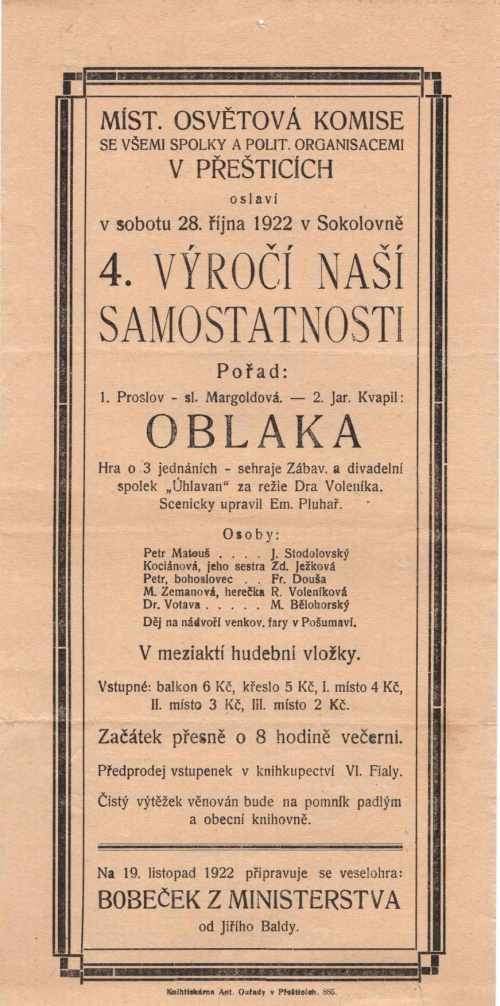 MÍST. OSVĚTOVÁ KOMISE
SE VŠEMI SPOLKY A POLIT. ORGANISACEMI
V PŘEŠTICÍCH
oslaví
v sobotu 28. října 1922 v Sokolovně
4. VÝROČÍ NAŠÍ
SAMOSTATNOSTI
Pořad:
1. Proslov - sl. Margoldová. — 2. Jar. Kvapil:
OBLAKA
Hra o 3 jednáních - sehraje Zábav. a divadelní
spolek „Úhlavan“ za režie Dra Voleníka.
Scenicky upravil Em. Pluhař.
Osoby:
Petr Matouš . . . . J. Stodolovský
Kociánová, jeho sestra Zd. Ježková
Petr, bohoslovec . . Fr. Douša
M. Zemanová, herečka R. Voleníková
Dr. Votava . . . . . M. Bělohorský
Děj na nádvoří venkov. fary v Pošumaví.
V meziaktí hudební vložky.
Vstupné: balkon 6 Kč, křeslo 5 Kč, I. místo 4 Kč,
II. místo 3 Kč, III. místo 2 Kč.
Začátek přesně o 8 hodině večerní.
Předprodej vstupenek v knihkupectví Vl. Fialy.
Čistý výtěžek věnován bude na pomník padlým
a obecní knihovně.
Na 19. listopad 1922 připravuje se veselohra:
BOBEČEK Z MINISTERSTVA
od Jiřího Baldy.
Knihtiskárna Ant. Ouřady v Přešticích. 885.